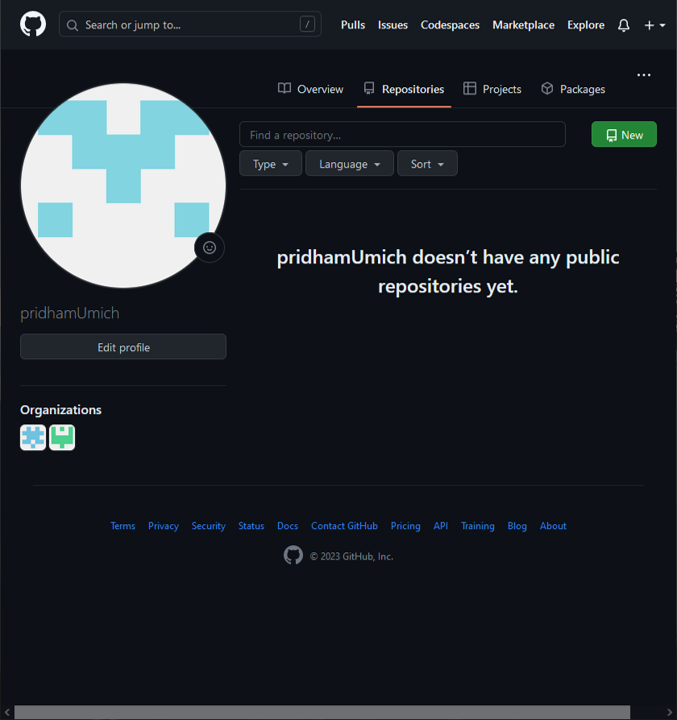 Search or jump to... /
Pulls Issues Codespaces Marketplace Explore
Overview Repositories Projects Packages
Find a repository...
New
Type Language Sort
pridhamUmich doesn’t have any public
repositories yet.
pridhamUmich
Edit profile
Organizations
Terms Privacy Security Status Docs Contact GitHub Pricing API Training Blog About
© 2023 GitHub, Inc.